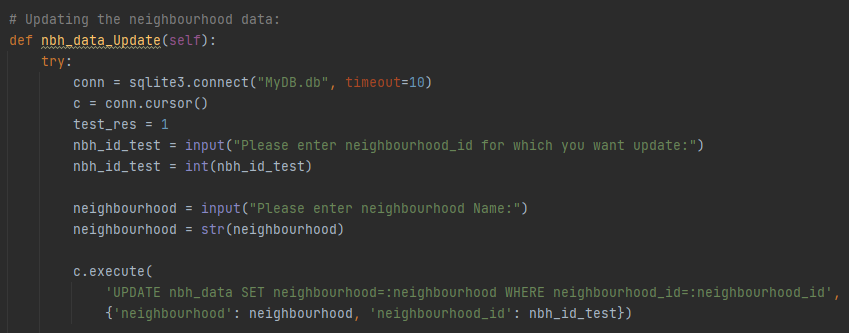 # Updating the neighbourhood data:
def nbh_data_Update(self):
    try:
        conn = sqlite3.connect("MyDB.db", timeout=10)
        c = conn.cursor()
        test_res = 1
        nbh_id_test = input("Please enter neighbourhood_id for which you want update:")
        nbh_id_test = int(nbh_id_test)

        neighbourhood = input("Please enter neighbourhood Name:")
        neighbourhood = str(neighbourhood)

        c.execute(
            'UPDATE nbh_data SET neighbourhood=:neighbourhood WHERE neighbourhood_id=:neighbourhood_id',
            {'neighbourhood': neighbourhood, 'neighbourhood_id': nbh_id_test})